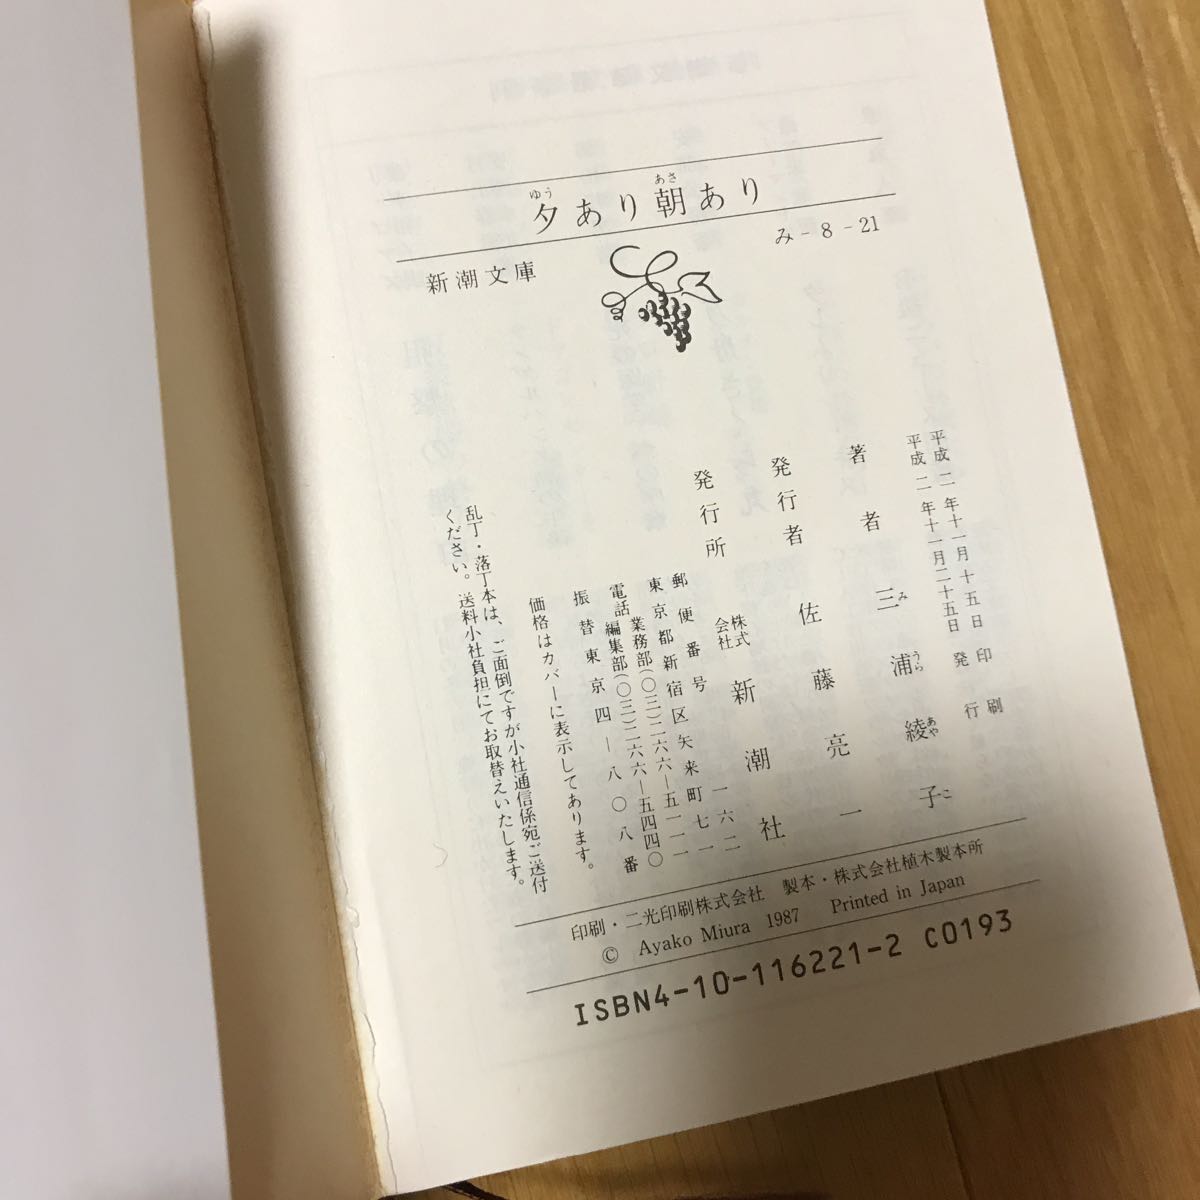 夕あり朝あり
ゆう
あさ
新潮文庫
み-8-21
平成二年十一月十五日 印刷
平成二年十一月二十五日 発行
著者 三浦綾子
み うら あや こ
発行者 佐藤亮一
発行所 株式会社 新潮社
郵便番号 一六二
東京都新宿区矢来町七一
電話 業務部(〇三)二六六―五一一一
編集部(〇三)二六六―五四四〇
振替東京四―八〇八番
価格はカバーに表示してあります。
乱丁・落丁本は、ご面倒ですが小社通信係宛ご送付
ください。送料小社負担にてお取替えいたします。
印刷・二光印刷株式会社 製本・株式会社植木製本所
© Ayako Miura 1987 Printed in Japan
ISBN4-10-116221-2 C0193